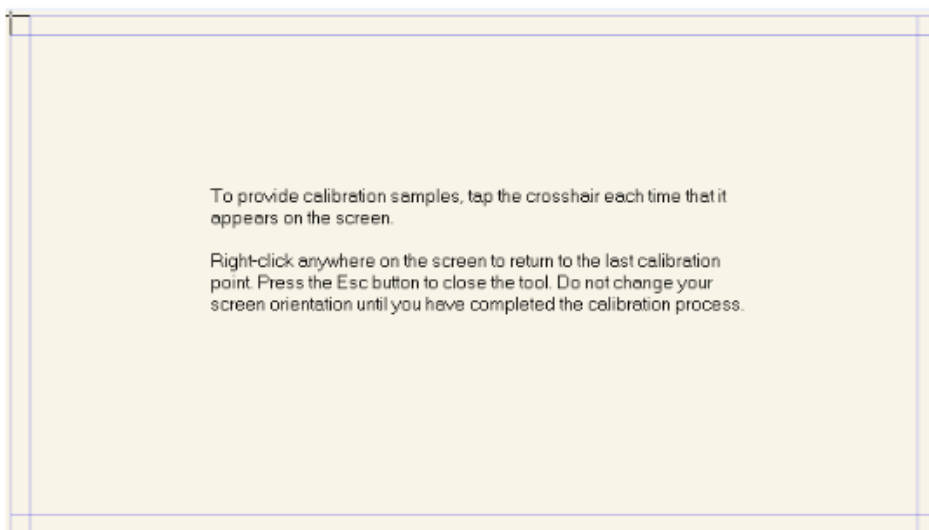 To provide calibration samples, tap the crosshair each time that it
appears on the screen.
Right-click anywhere on the screen to return to the last calibration
point. Press the Esc button to close the tool. Do not change your
screen orientation until you have completed the calibration process.